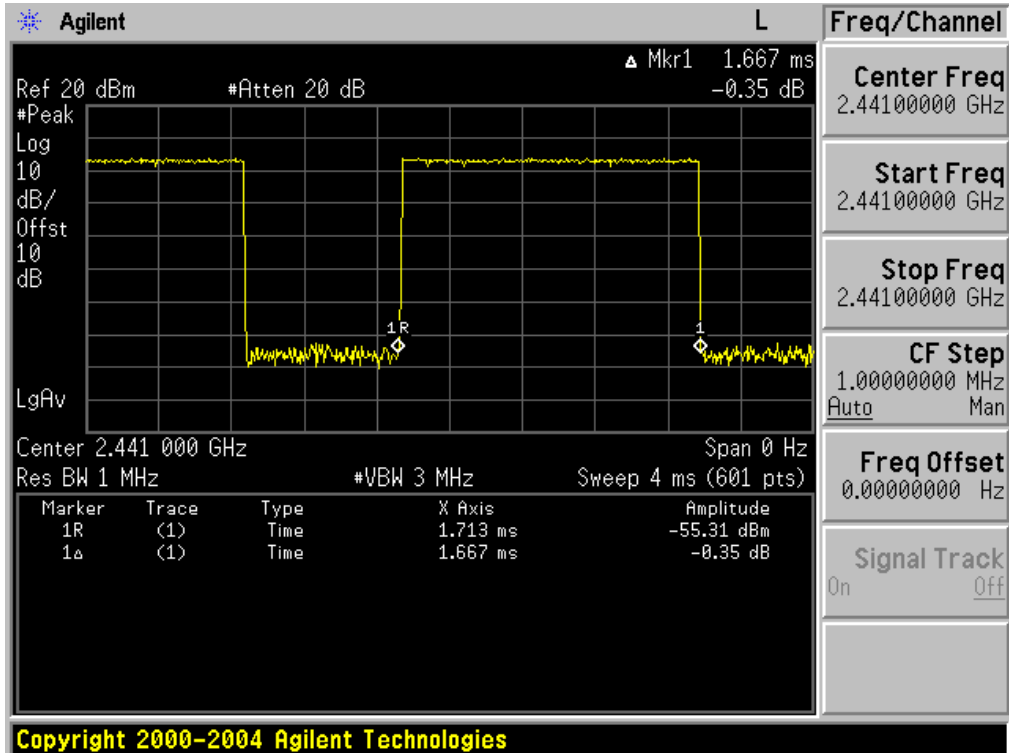 Agilent L Freq/Channel
Δ Mkr1 1.667 ms
Ref 20 dBm #Atten 20 dB -0.35 dB
#Peak
Log
10
dB/
Offst
10
dB
1R 1
LgAv
Center 2.441 000 GHz Span 0 Hz
Res BW 1 MHz #VBW 3 MHz Sweep 4 ms (601 pts)
Marker Trace Type X Axis Amplitude
1R (1) Time 1.713 ms -55.31 dBm
1Δ (1) Time 1.667 ms -0.35 dB
Center Freq
2.44100000 GHz
Start Freq
2.44100000 GHz
Stop Freq
2.44100000 GHz
CF Step
1.00000000 MHz
Auto Man
Freq Offset
0.00000000 Hz
Signal Track
On Off
Copyright 2000-2004 Agilent Technologies